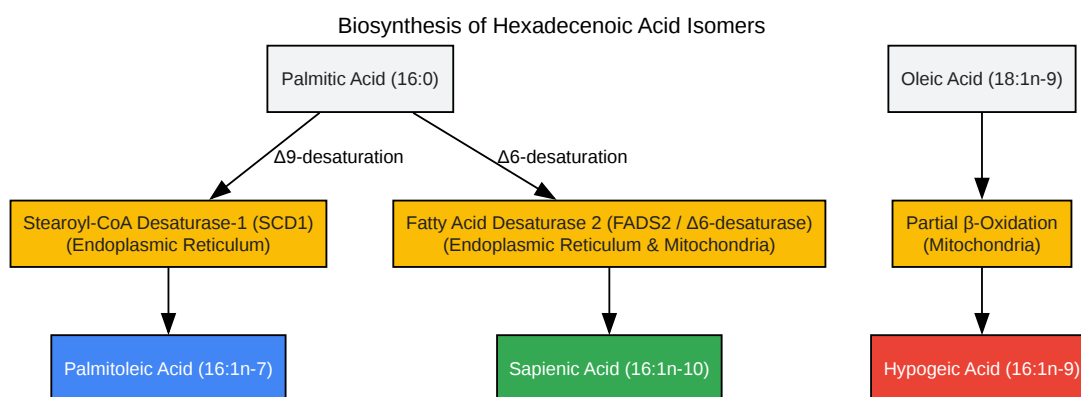 Biosynthesis of Hexadecenoic Acid Isomers
Palmitic Acid (16:0)
Oleic Acid (18:1n-9)
Δ9-desaturation
Δ6-desaturation
Stearoyl-CoA Desaturase-1 (SCD1)
(Endoplasmic Reticulum)
Fatty Acid Desaturase 2 (FADS2 / Δ6-desaturase)
(Endoplasmic Reticulum & Mitochondria)
Partial β-Oxidation
(Mitochondria)
Palmitoleic Acid (16:1n-7)
Sapienic Acid (16:1n-10)
Hypogeic Acid (16:1n-9)